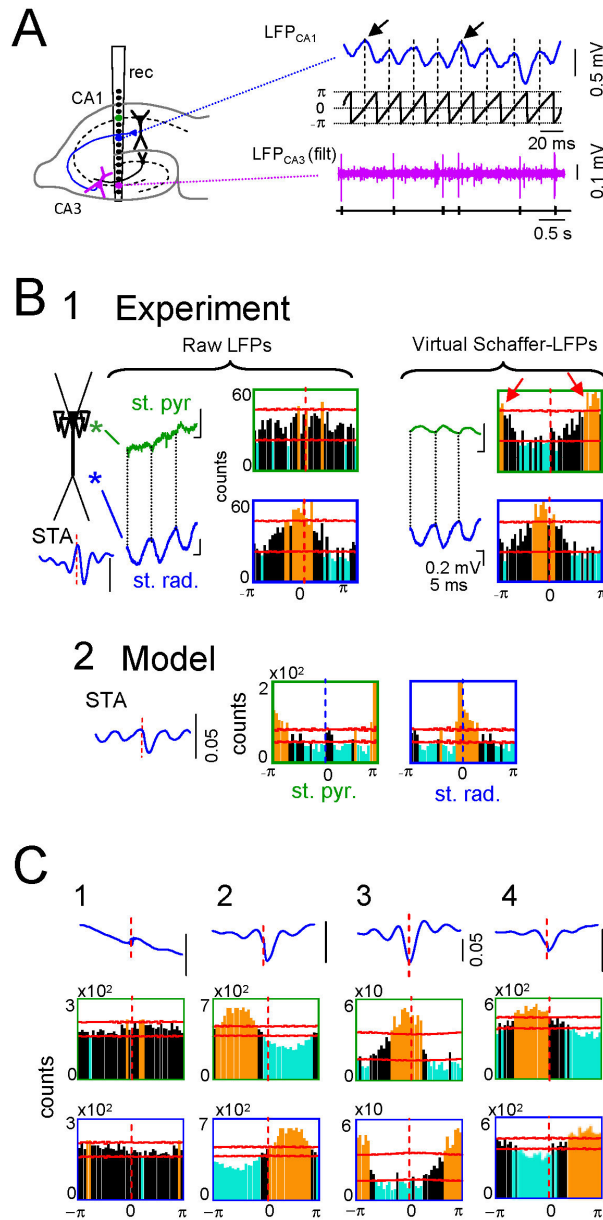 A
rec
CA1
CA3
LFPCA1
0.5 mV
π
0
-π
20 ms
LFPCA3 (filt)
0.1 mV
0.5 s
B
1 Experiment
Raw LFPs
Virtual Schaffer-LFPs
st. pyr
*
*
STA
st. rad.
60
0
counts
60
0
-π 0 π
0.2 mV
5 ms
-π 0 π
2 Model
STA
0.05
x10²
2
counts
0
-π 0 π
st. pyr.
-π 0 π
st. rad.
C
1 2 3 4
0.05
x10² x10² x10 x10²
3 7 6 6
0 0 0 0
counts
x10² x10² x10 x10²
3 7 6 6
0 0 0 0
−π 0 π −π 0 π −π 0 π −π 0 π